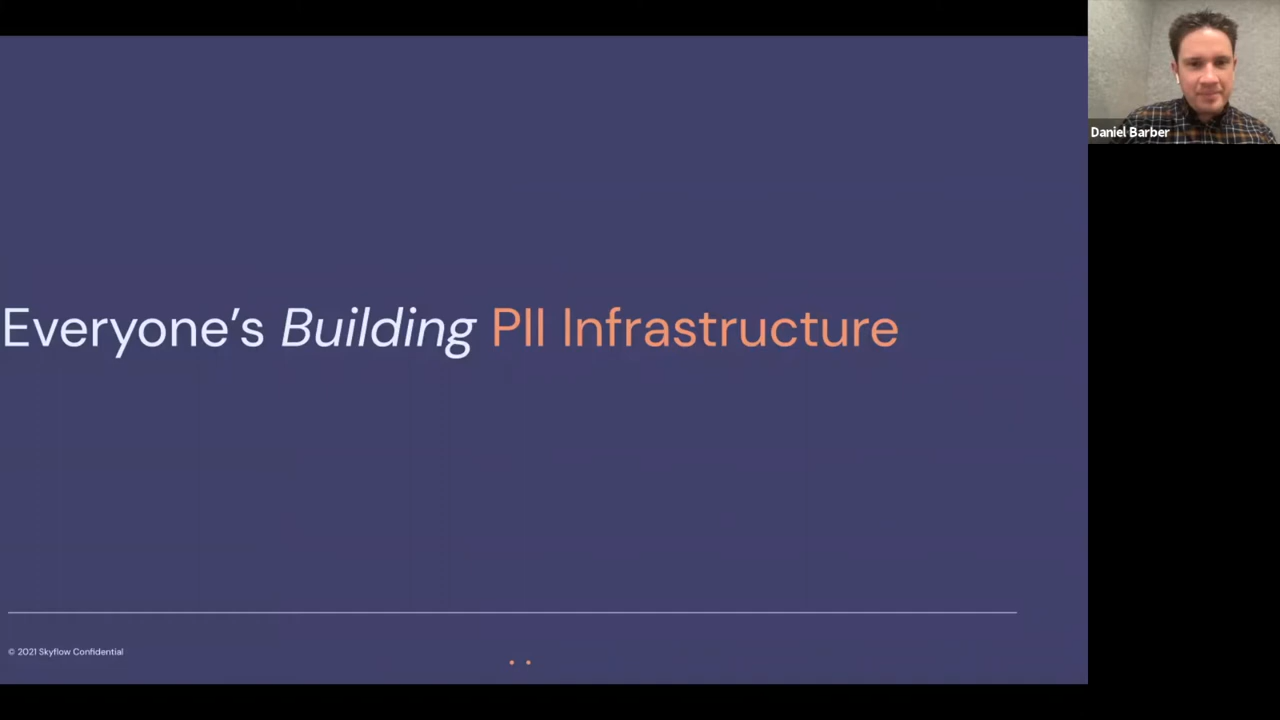 Daniel Barber
Everyone’s Building PII Infrastructure
© 2021 Skyflow Confidential